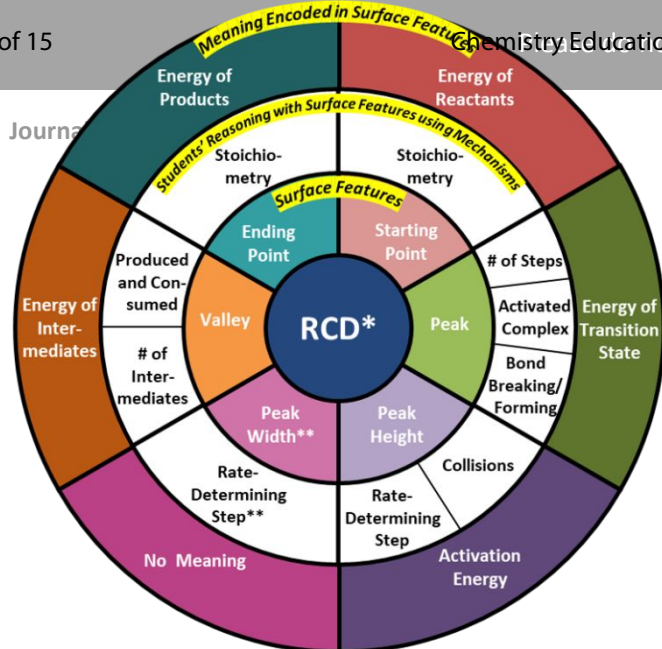 of 15
Chemistry Educatio
Journa
Meaning Encoded in Surface Features
Energy of
Products
Energy of
Reactants
Students' Reasoning with Surface Features using Mechanisms
Stoichio-
metry
Stoichio-
metry
Surface Features
Ending
Point
Starting
Point
Produced
and Con-
sumed
# of Steps
Energy of
Inter-
mediates
Valley
RCD*
Peak
Activated
Complex
Energy of
Transition
State
# of
Inter-
mediates
Bond
Breaking/
Forming
Peak
Width**
Peak
Height
Rate-
Determining
Step**
Rate-
Determining
Step
Collisions
No Meaning
Activation
Energy